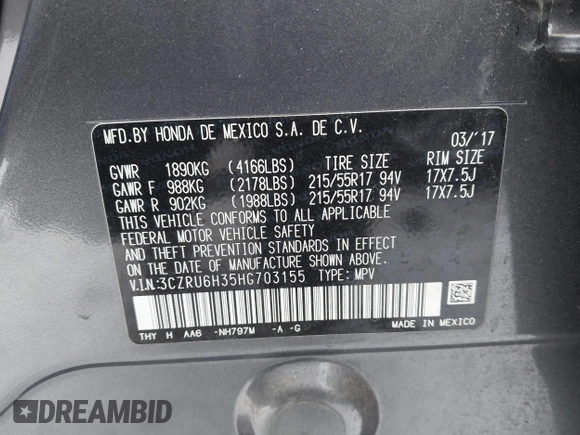 MFD.BY HONDA DE MEXICO S.A. DE C.V.
03/'17
GVWR 1890KG (4166LBS) TIRE SIZE RIM SIZE
GAWR F 988KG (2178LBS) 215/55R17 94V 17X7.5J
GAWR R 902KG (1988LBS) 215/55R17 94V 17X7.5J
THIS VEHICLE CONFORMS TO ALL APPLICABLE
FEDERAL MOTOR VEHICLE SAFETY
AND THEFT PREVENTION STANDARDS IN EFFECT
ON THE DATE OF MANUFACTURE SHOWN ABOVE.
V.I.N:3CZRU6H35HG703155 TYPE: MPV
THY H AA6 -NH797M -A -G
MADE IN MEXICO
DREAMBID